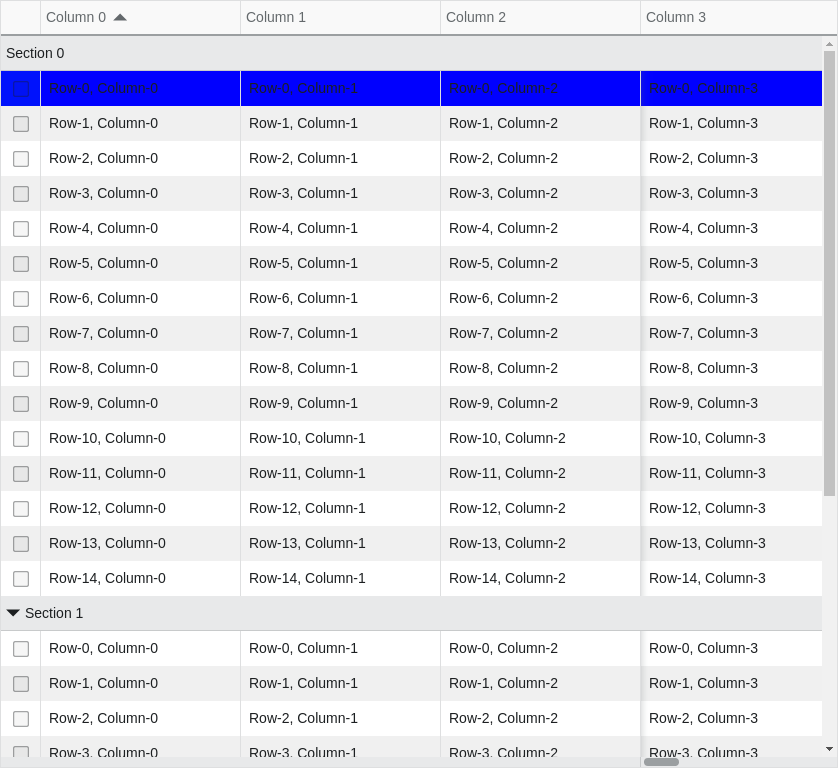 Column 0 Column 1 Column 2 Column 3
Section 0
Row-0, Column-0 Row-0, Column-1 Row-0, Column-2 Row-0, Column-3
Row-1, Column-0 Row-1, Column-1 Row-1, Column-2 Row-1, Column-3
Row-2, Column-0 Row-2, Column-1 Row-2, Column-2 Row-2, Column-3
Row-3, Column-0 Row-3, Column-1 Row-3, Column-2 Row-3, Column-3
Row-4, Column-0 Row-4, Column-1 Row-4, Column-2 Row-4, Column-3
Row-5, Column-0 Row-5, Column-1 Row-5, Column-2 Row-5, Column-3
Row-6, Column-0 Row-6, Column-1 Row-6, Column-2 Row-6, Column-3
Row-7, Column-0 Row-7, Column-1 Row-7, Column-2 Row-7, Column-3
Row-8, Column-0 Row-8, Column-1 Row-8, Column-2 Row-8, Column-3
Row-9, Column-0 Row-9, Column-1 Row-9, Column-2 Row-9, Column-3
Row-10, Column-0 Row-10, Column-1 Row-10, Column-2 Row-10, Column-3
Row-11, Column-0 Row-11, Column-1 Row-11, Column-2 Row-11, Column-3
Row-12, Column-0 Row-12, Column-1 Row-12, Column-2 Row-12, Column-3
Row-13, Column-0 Row-13, Column-1 Row-13, Column-2 Row-13, Column-3
Row-14, Column-0 Row-14, Column-1 Row-14, Column-2 Row-14, Column-3
Section 1
Row-0, Column-0 Row-0, Column-1 Row-0, Column-2 Row-0, Column-3
Row-1, Column-0 Row-1, Column-1 Row-1, Column-2 Row-1, Column-3
Row-2, Column-0 Row-2, Column-1 Row-2, Column-2 Row-2, Column-3
Row-3, Column-0 Row-3, Column-1 Row-3, Column-2 Row-3, Column-3